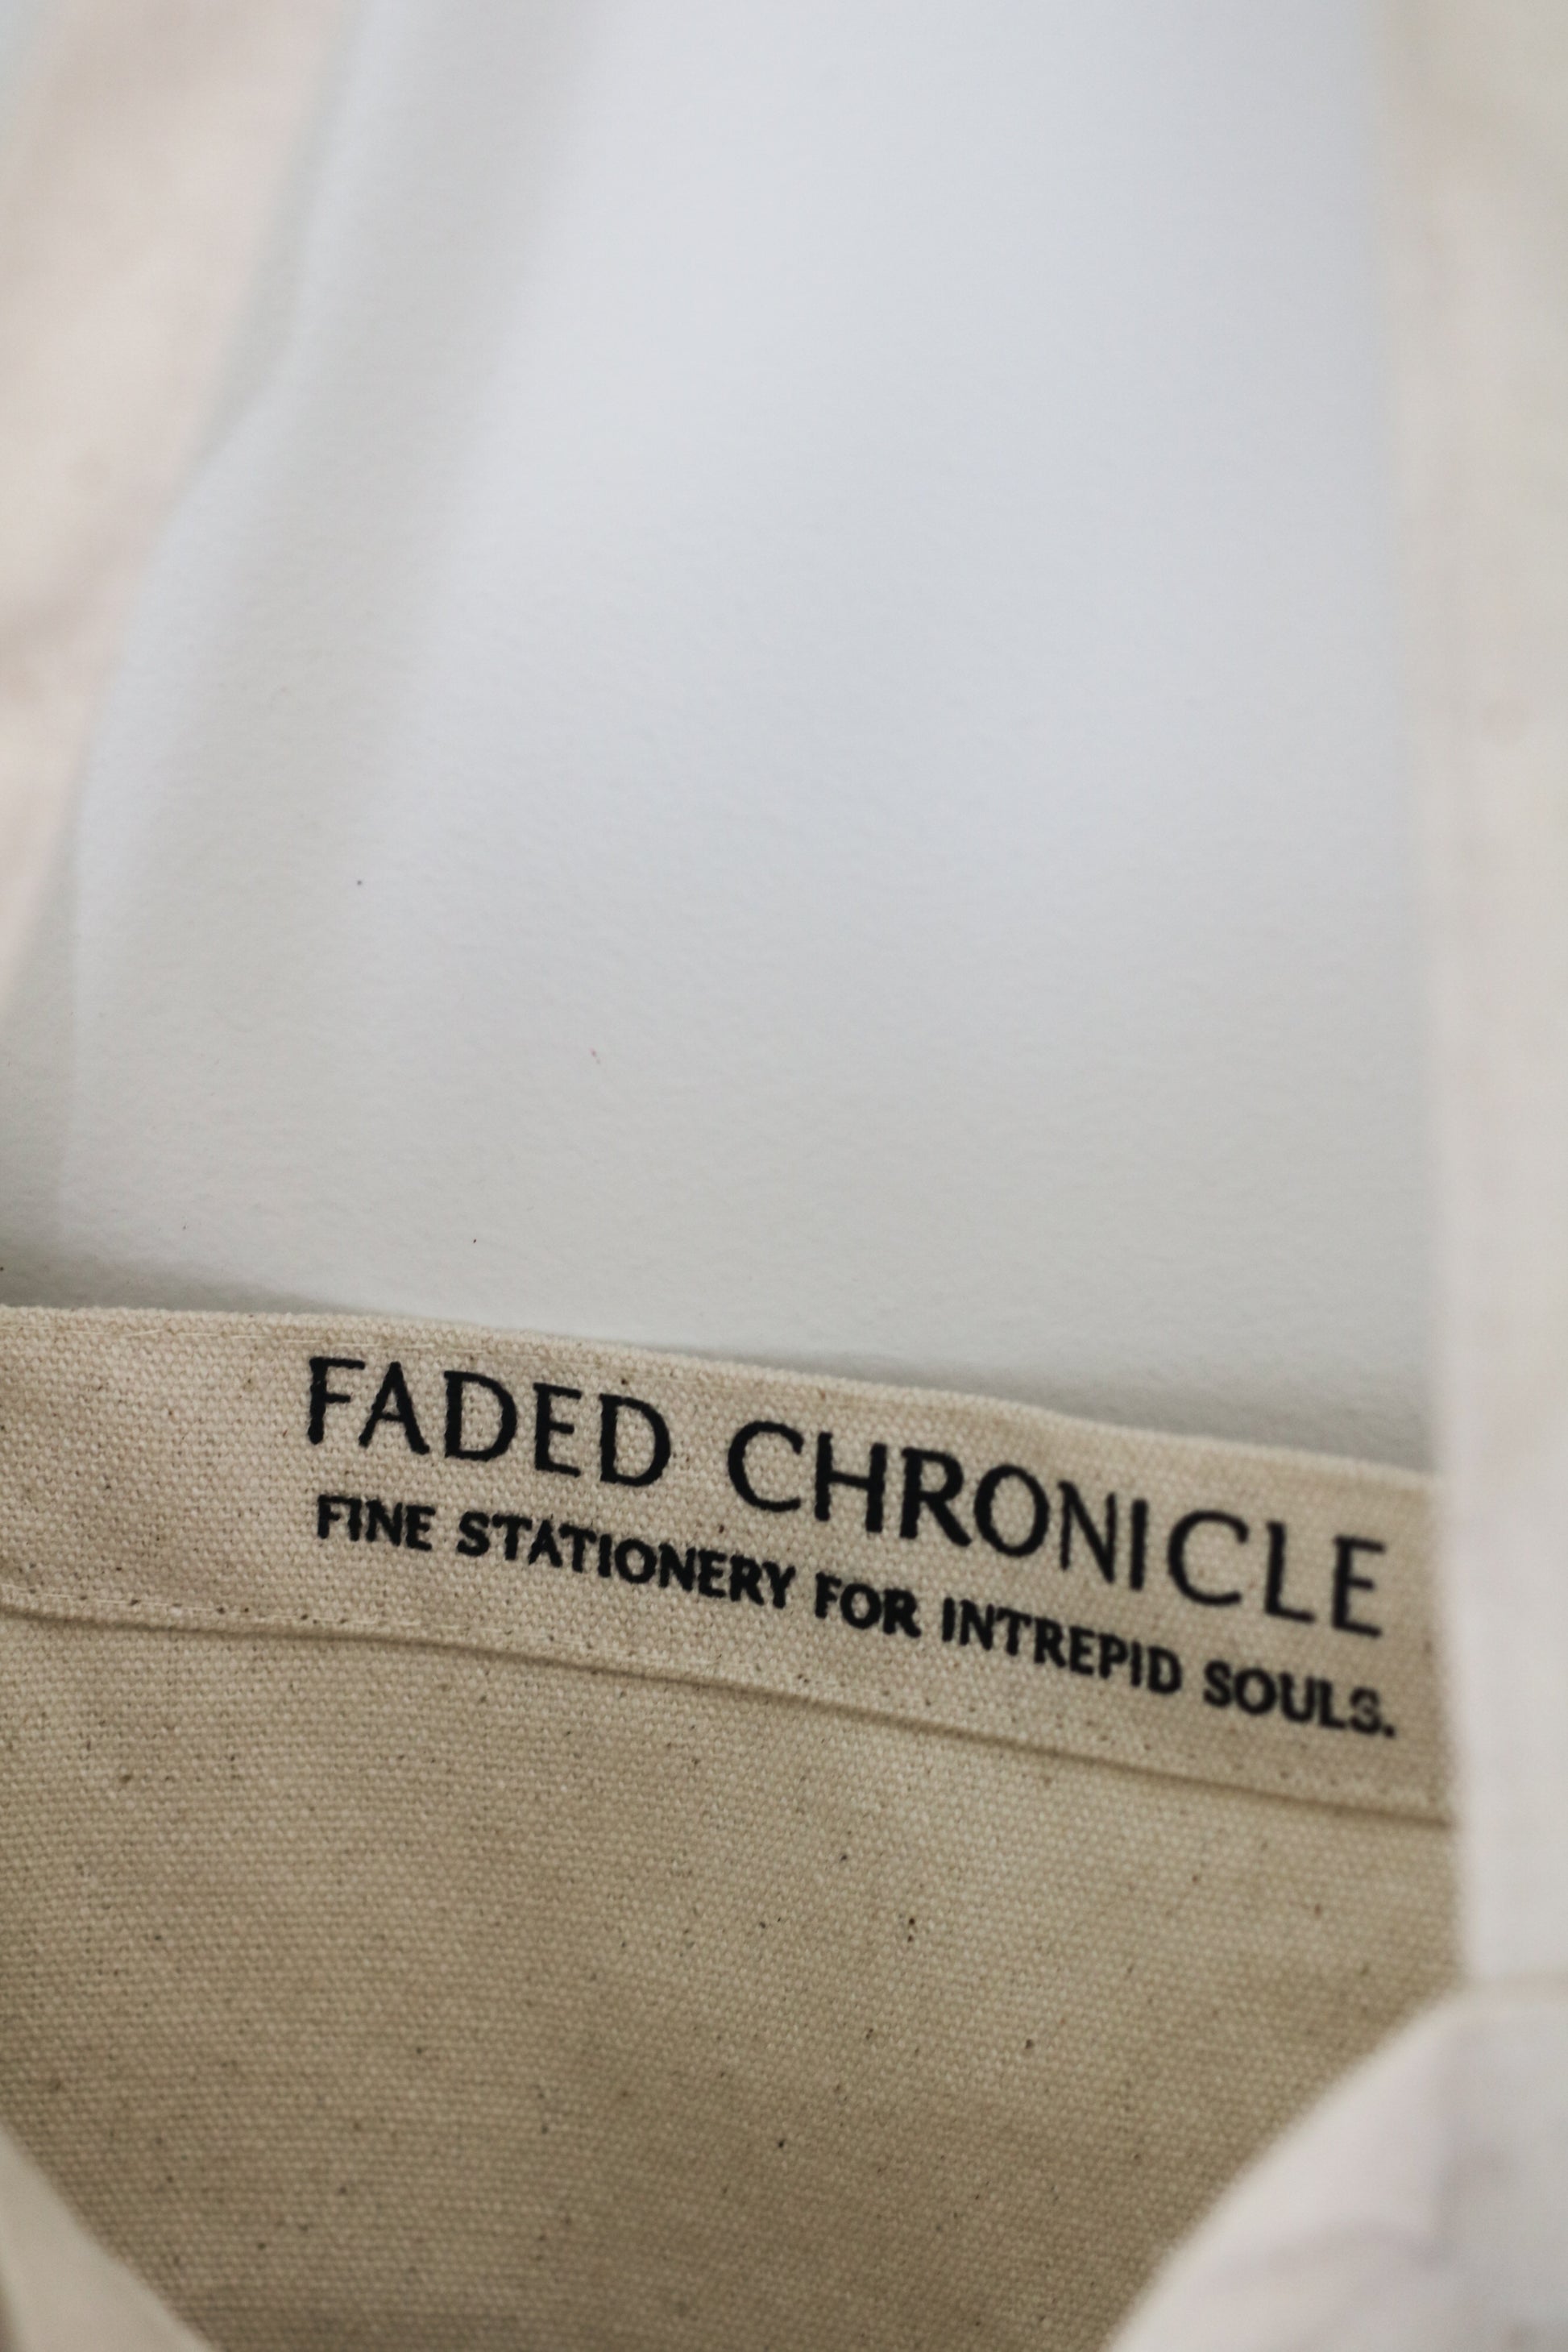 FADED CHRONICLE
FINE STATIONERY FOR INTREPID SOULS.